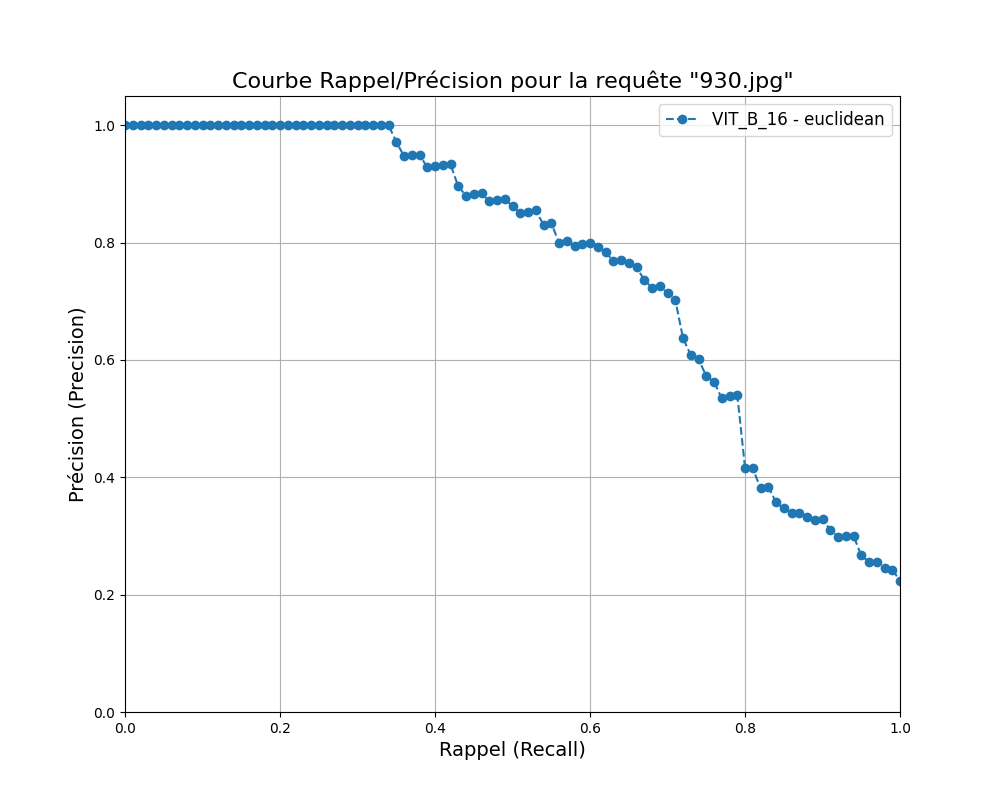 Courbe Rappel/Précision pour la requête "930.jpg"
VIT_B_16 - euclidean
1.0
0.8
0.6
0.4
0.2
0.0
Précision (Precision)
0.0 0.2 0.4 0.6 0.8 1.0
Rappel (Recall)